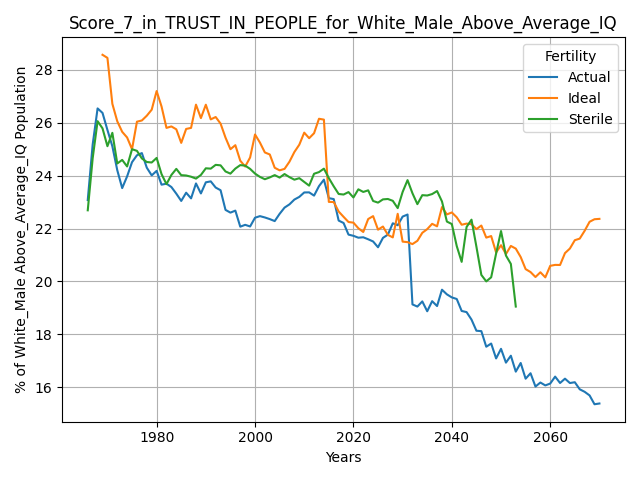 Score_7_in_TRUST_IN_PEOPLE_for_White_Male_Above_Average_IQ
Fertility
Actual
Ideal
Sterile
% of White_Male Above_Average_IQ Population
28
26
24
22
20
18
16
1980
2000
2020
2040
2060
Years